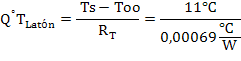 Q°T_Latón = (Ts − Too) / R_T = 11°C / (0,00069 °C/W)